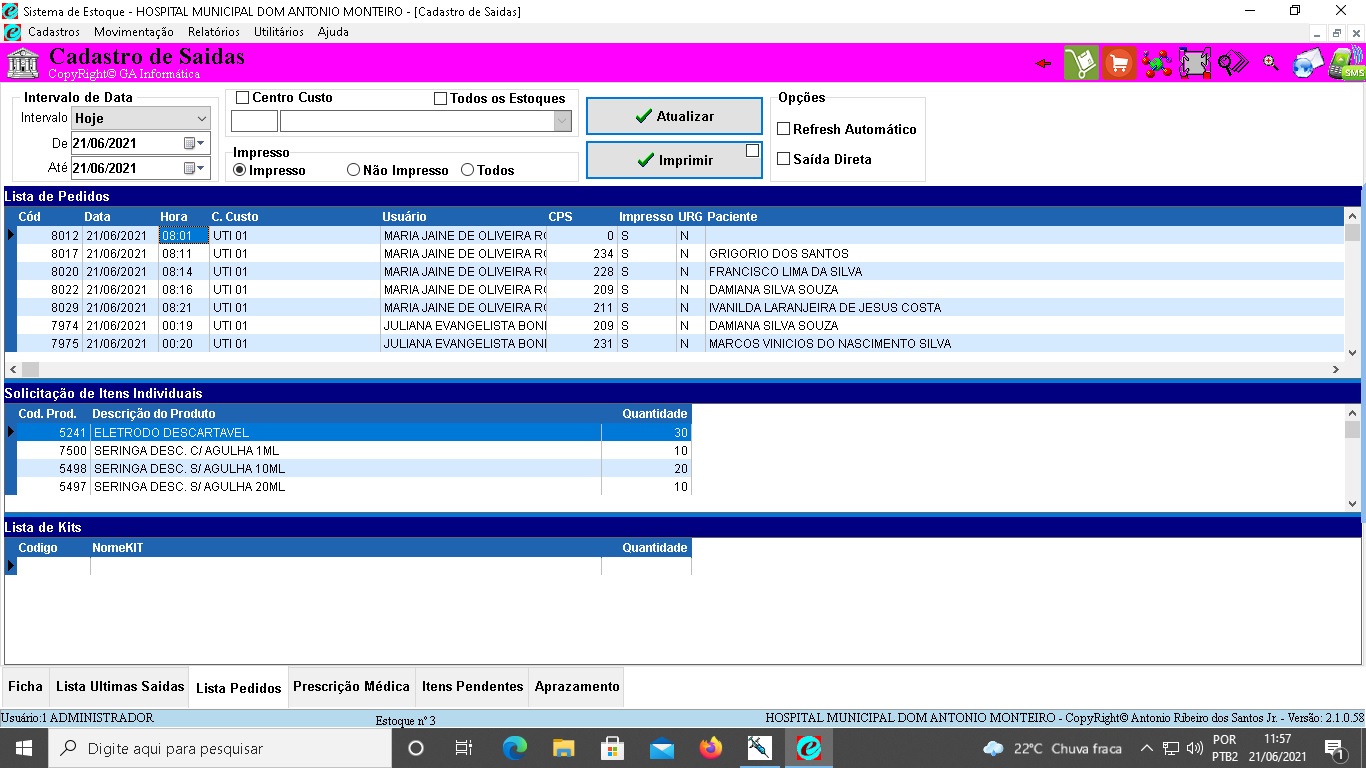 Sistema de Estoque - HOSPITAL MUNICIPAL DOM ANTONIO MONTEIRO - [Cadastro de Saidas]
Cadastros Movimentação Relatórios Utilitários Ajuda
Cadastro de Saidas
CopyRight© GA Informática
SMS
Intervalo de Data
Intervalo Hoje
De 21/06/2021
Até 21/06/2021
Centro Custo Todos os Estoques
Impresso
Impresso Não Impresso Todos
Atualizar
Imprimir
Opções
Refresh Automático
Saída Direta
Lista de Pedidos
Cód Data Hora C. Custo Usuário CPS Impresso URG Paciente
8012 21/06/2021 08:01 UTI 01 MARIA JAINE DE OLIVEIRA 0 S N
8017 21/06/2021 08:11 UTI 01 MARIA JAINE DE OLIVEIRA 234 S N GRIGORIO DOS SANTOS
8020 21/06/2021 08:14 UTI 01 MARIA JAINE DE OLIVEIRA 228 S N FRANCISCO LIMA DA SILVA
8022 21/06/2021 08:16 UTI 01 MARIA JAINE DE OLIVEIRA 209 S N DAMIANA SILVA SOUZA
8029 21/06/2021 08:21 UTI 01 MARIA JAINE DE OLIVEIRA 211 S N IVANILDA LARANJEIRA DE JESUS COSTA
7974 21/06/2021 00:19 UTI 01 JULIANA EVANGELISTA 209 S N DAMIANA SILVA SOUZA
7975 21/06/2021 00:20 UTI 01 JULIANA EVANGELISTA 231 S N MARCOS VINICIOS DO NASCIMENTO SILVA
Solicitação de Itens Individuais
Cod. Prod. Descrição do Produto Quantidade
5241 ELETRODO DESCARTAVEL 30
7500 SERINGA DESC. C/ AGULHA 1ML 10
5498 SERINGA DESC. S/ AGULHA 10ML 20
5497 SERINGA DESC. S/ AGULHA 20ML 10
Lista de Kits
Codigo NomeKIT Quantidade
Ficha Lista Ultimas Saidas Lista Pedidos Prescrição Médica Itens Pendentes Aprazamento
Usuário:1 ADMINISTRADOR Estoque nº 3 HOSPITAL MUNICIPAL DOM ANTONIO MONTEIRO - CopyRight© Antonio Ribeiro dos Santos Jr. - Versão: 2.1.0.58
Digite aqui para pesquisar
22°C Chuva fraca
POR
PTB2
11:57
21/06/2021
1